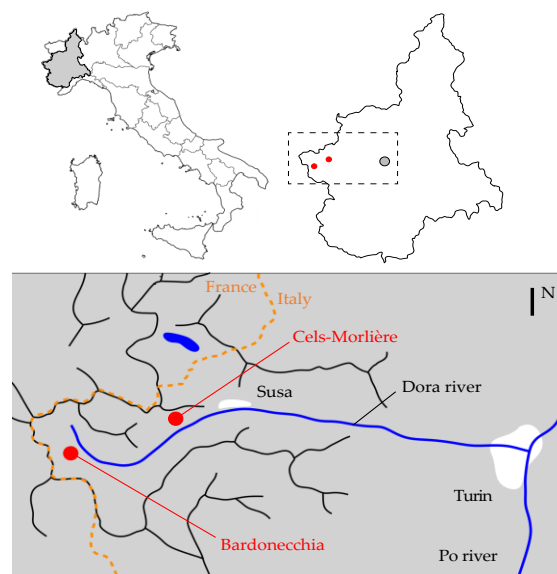 France
Italy
N
Cels-Morlière
Susa
Dora river
Turin
Bardonecchia
Po river